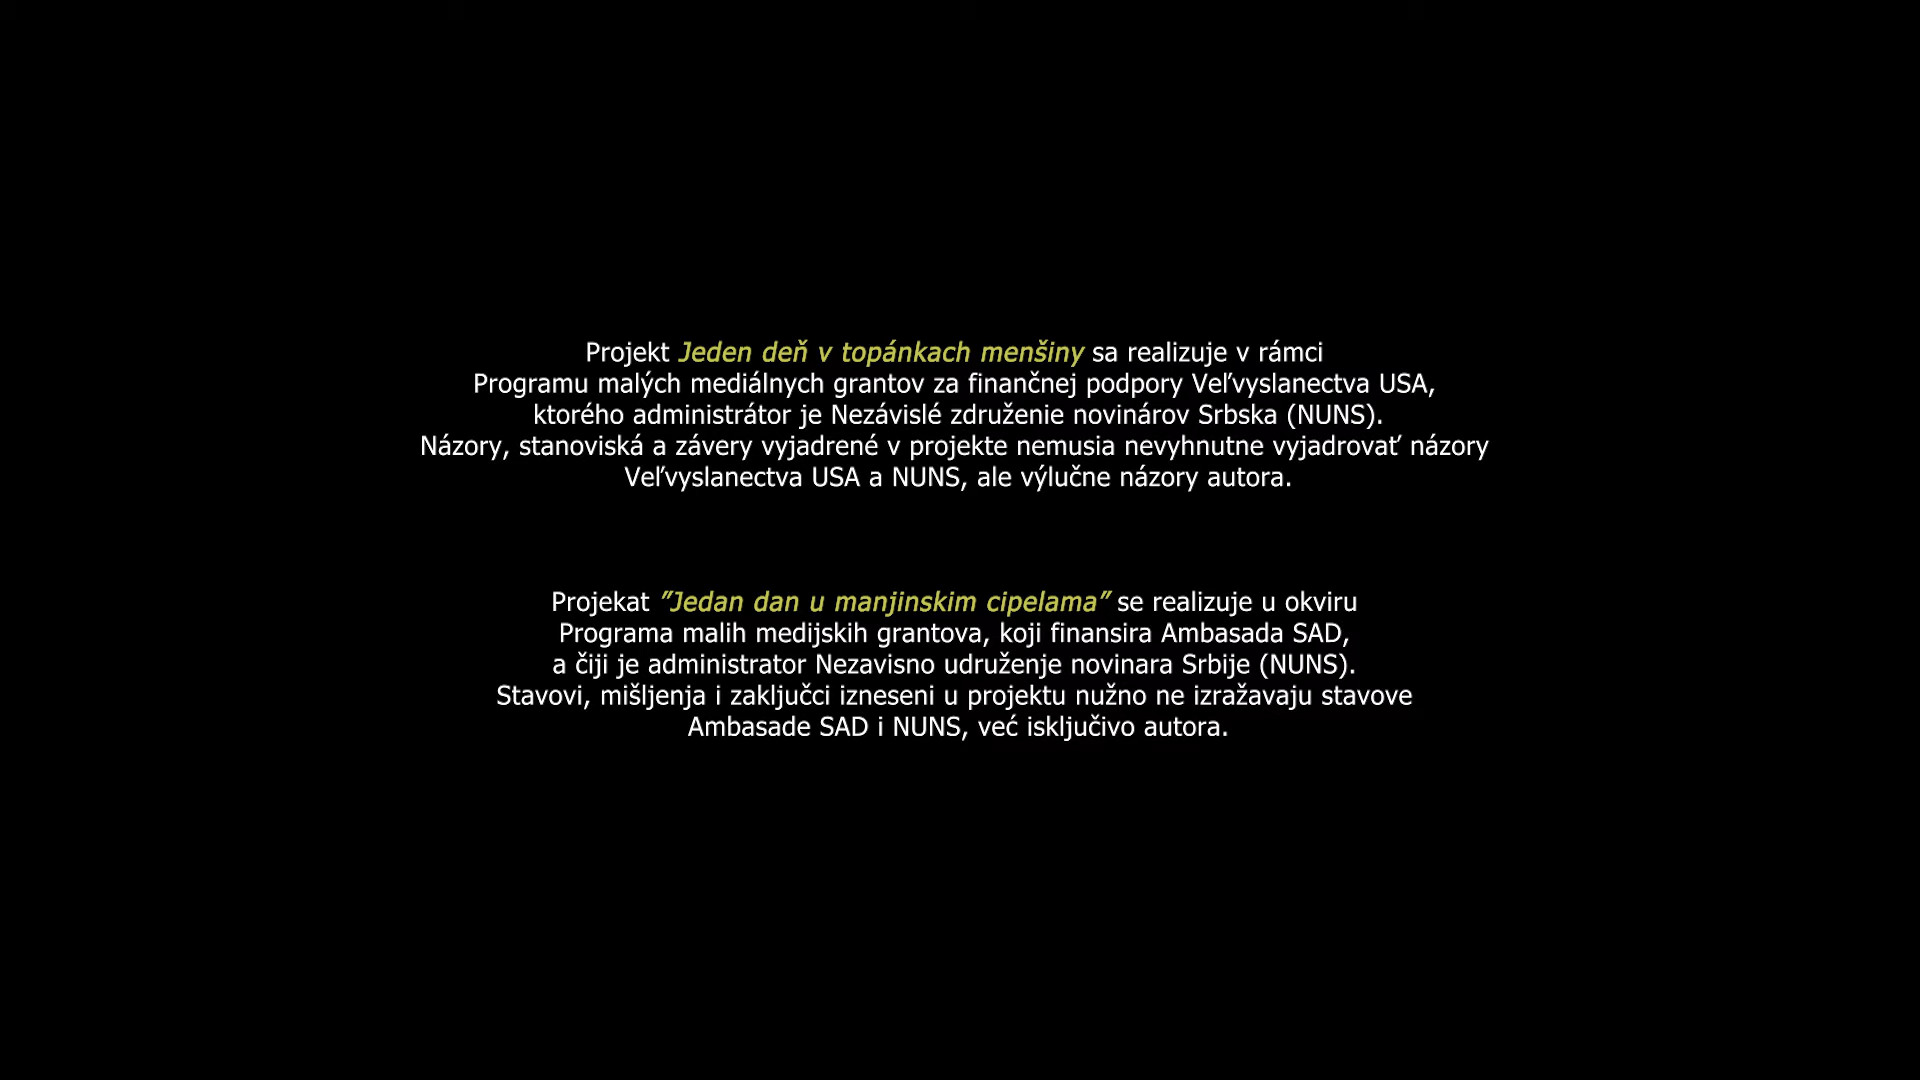 Projekt Jeden deň v topánkach menšiny sa realizuje v rámci
Programu malých mediálnych grantov za finančnej podpory Veľvyslanectva USA,
ktorého administrátor je Nezávislé združenie novinárov Srbska (NUNS).
Názory, stanoviská a závery vyjadrené v projekte nemusia nevyhnutne vyjadrovať názory
Veľvyslanectva USA a NUNS, ale výlučne názory autora.
Projekat ”Jedan dan u manjinskim cipelama” se realizuje u okviru
Programa malih medijskih grantova, koji finansira Ambasada SAD,
a čiji je administrator Nezavisno udruženje novinara Srbije (NUNS).
Stavovi, mišljenja i zaključci izneseni u projektu nužno ne izražavaju stavove
Ambasade SAD i NUNS, već isključivo autora.